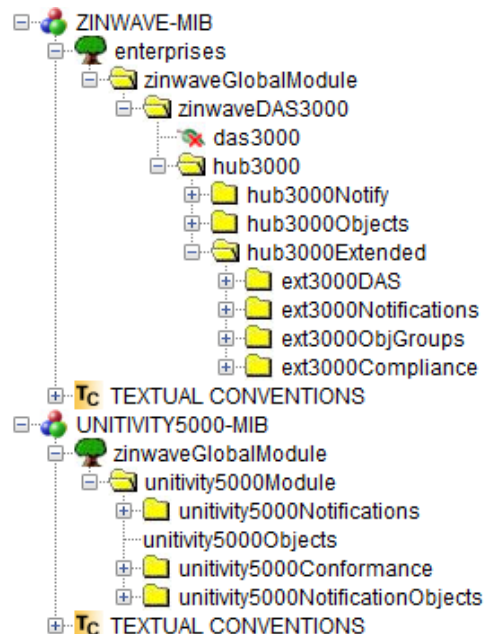 ZINWAVE-MIB
enterprises
zinwaveGlobalModule
zinwaveDAS3000
das3000
hub3000
hub3000Notify
hub3000Objects
hub3000Extended
ext3000DAS
ext3000Notifications
ext3000ObjGroups
ext3000Compliance
Tc TEXTUAL CONVENTIONS
UNITIVITY5000-MIB
zinwaveGlobalModule
unitivity5000Module
unitivity5000Notifications
unitivity5000Objects
unitivity5000Conformance
unitivity5000NotificationObjects
Tc TEXTUAL CONVENTIONS